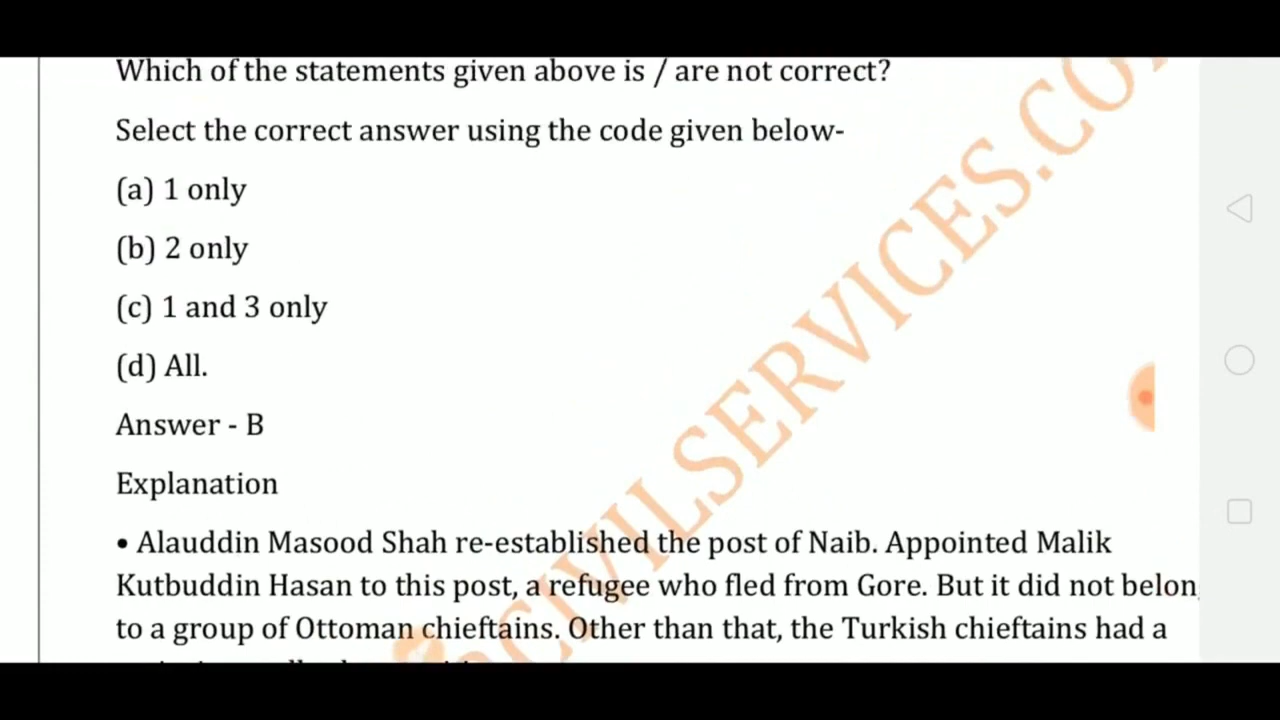 Which of the statements given above is / are not correct?
Select the correct answer using the code given below-
(a) 1 only
(b) 2 only
(c) 1 and 3 only
(d) All.
Answer - B
Explanation
• Alauddin Masood Shah re-established the post of Naib. Appointed Malik
Kutbuddin Hasan to this post, a refugee who fled from Gore. But it did not belon
to a group of Ottoman chieftains. Other than that, the Turkish chieftains had a
CIVILSERVICES.CO